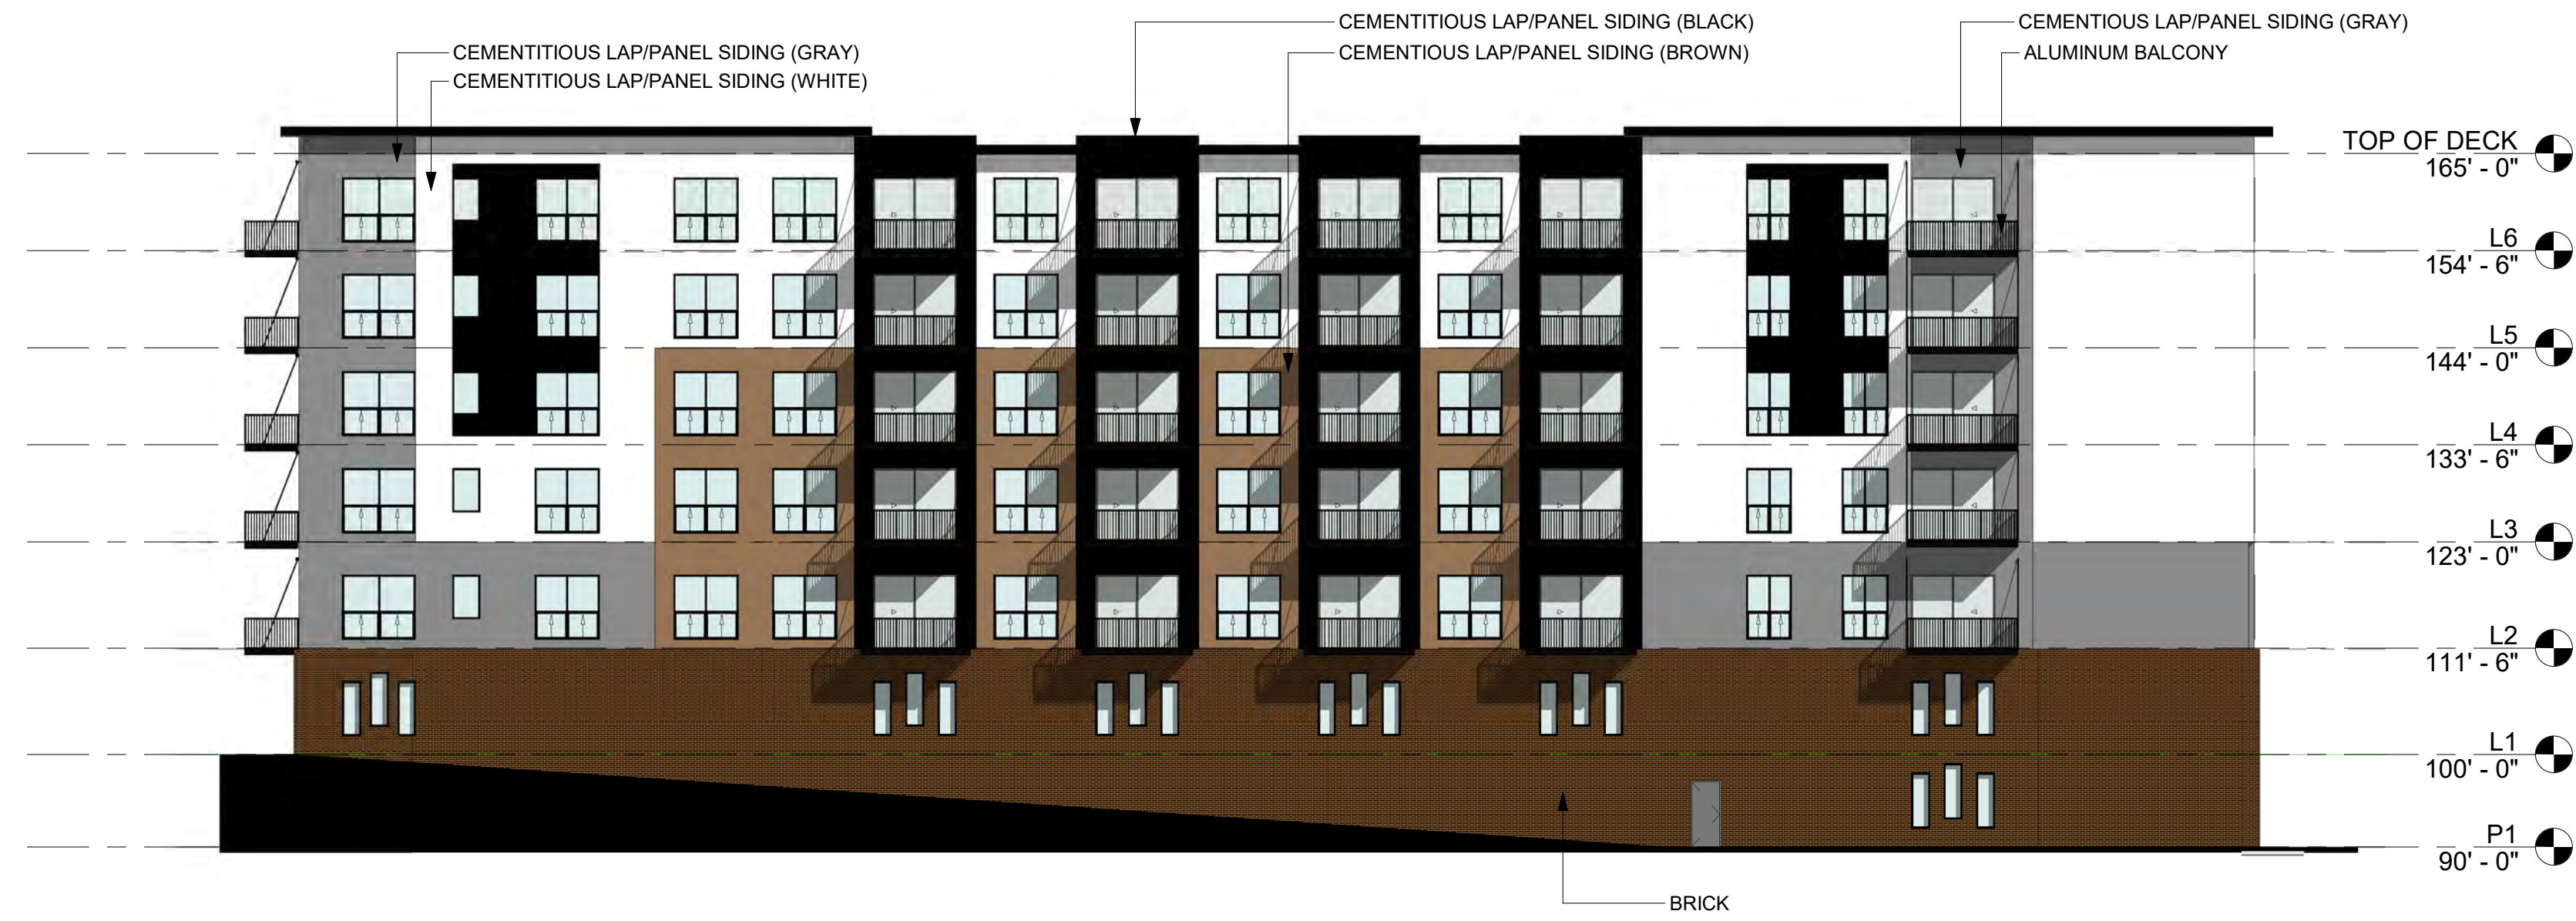 CEMENTITIOUS LAP/PANEL SIDING (BLACK)
CEMENTIOUS LAP/PANEL SIDING (GRAY)
CEMENTITIOUS LAP/PANEL SIDING (GRAY)
CEMENTIOUS LAP/PANEL SIDING (BROWN)
ALUMINUM BALCONY
CEMENTITIOUS LAP/PANEL SIDING (WHITE)
TOP OF DECK
165' - 0"
L6
154' - 6"
L5
144' - 0"
L4
133' - 6"
L3
123' - 0"
L2
111' - 6"
L1
100' - 0"
P1
90' - 0"
BRICK